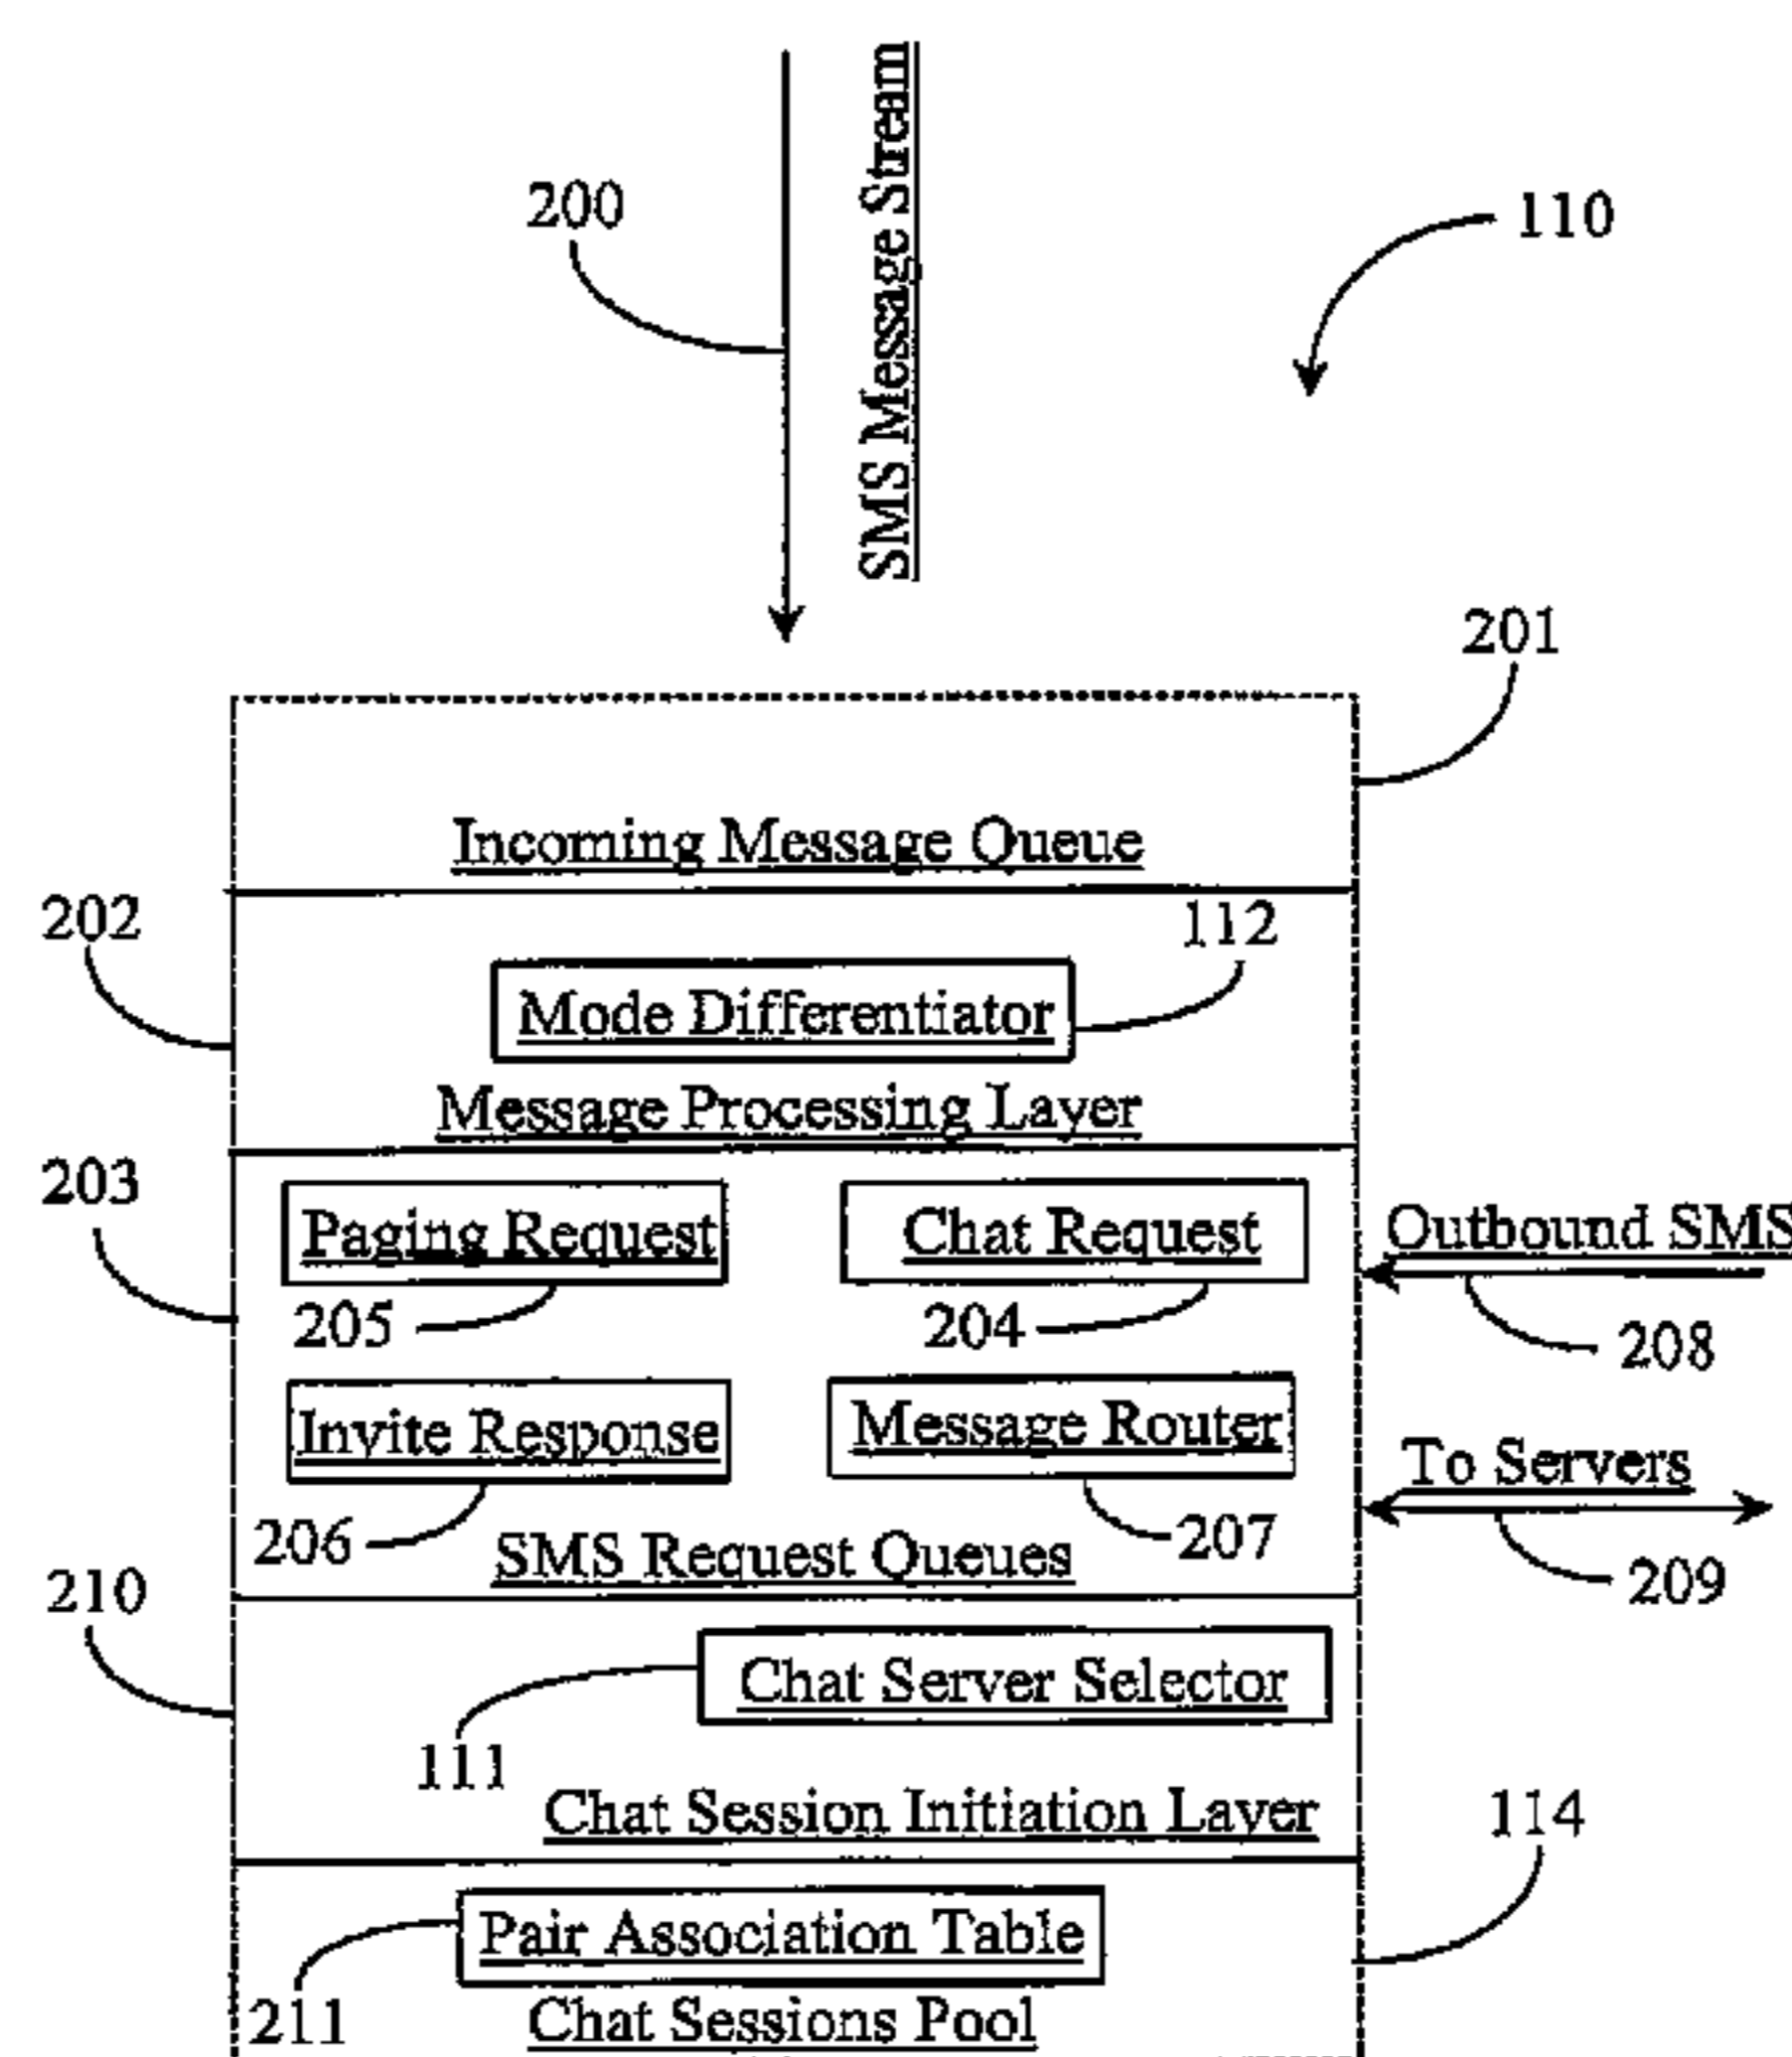 SMS Message Stream
200
110
201
Incoming Message Queue
202
112
Mode Differentiator
Message Processing Layer
203
Paging Request
Chat Request
Outbound SMS
205
204
208
Invite Response
Message Router
To Servers
206
207
SMS Request Queues
209
210
Chat Server Selector
111
Chat Session Initiation Layer
114
Pair Association Table
211
Chat Sessions Pool